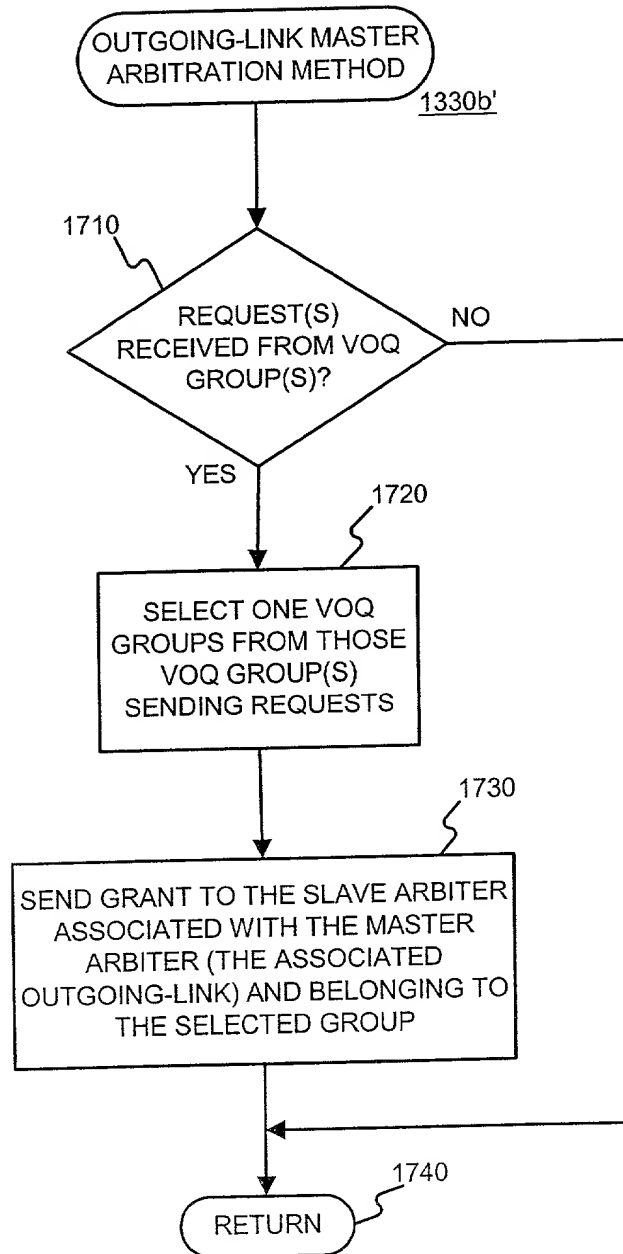 OUTGOING-LINK MASTER
ARBITRATION METHOD
1330b'
1710
REQUEST(S)
RECEIVED FROM VOQ
GROUP(S)?
NO
YES
1720
SELECT ONE VOQ
GROUPS FROM THOSE
VOQ GROUP(S)
SENDING REQUESTS
1730
SEND GRANT TO THE SLAVE ARBITER
ASSOCIATED WITH THE MASTER
ARBITER (THE ASSOCIATED
OUTGOING-LINK) AND BELONGING TO
THE SELECTED GROUP
1740
RETURN